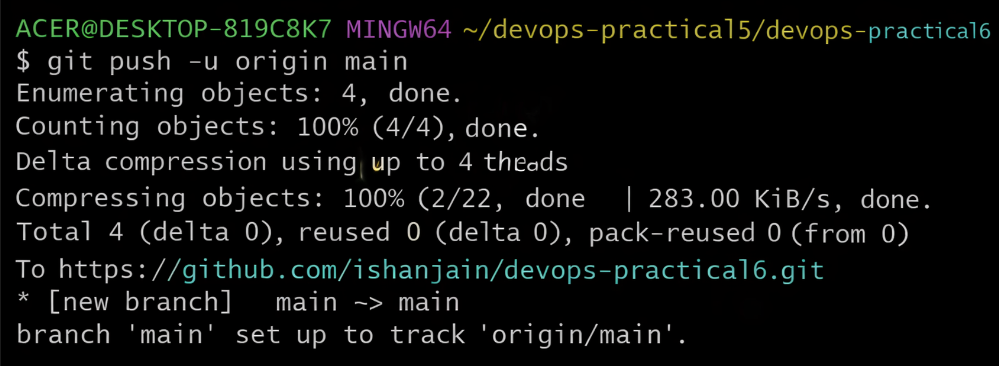 ACER@DESKTOP-819C8K7 MINGW64 ~/devops-practical5/devops-practical6
$ git push -u origin main
Enumerating objects: 4, done.
Counting objects: 100% (4/4), done.
Delta compression using up to 4 threads
Compressing objects: 100% (2/22, done | 283.00 KiB/s, done.
Total 4 (delta 0), reused 0 (delta 0), pack-reused 0 (from 0)
To https://github.com/ishanjain/devops-practical6.git
* [new branch] main ~> main
branch 'main' set up to track 'origin/main'.